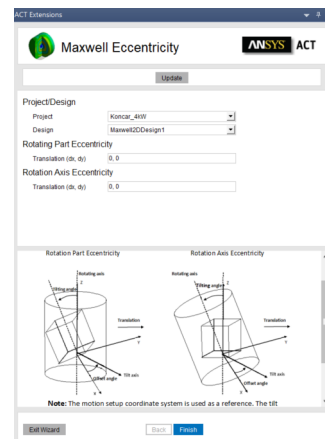 ACT Extensions
Maxwell Eccentricity
ANSYS ACT
Update
Project/Design
Project Koncar_4kW
Design Maxwell2DDesign1
Rotating Part Eccentricity
Translation (dx, dy) 0, 0
Rotation Axis Eccentricity
Translation (dx, dy) 0, 0
Rotation Part Eccentricity Rotation Axis Eccentricity
Rotating axis Rotating axis
Z Z
Tilting angle Tilting angle
Translation Translation
Y Y
Tilt axis Tilt axis
Offset angle Offset angle
X X
Note: The motion setup coordinate system is used as a reference. The tilt
Exit Wizard Back Finish